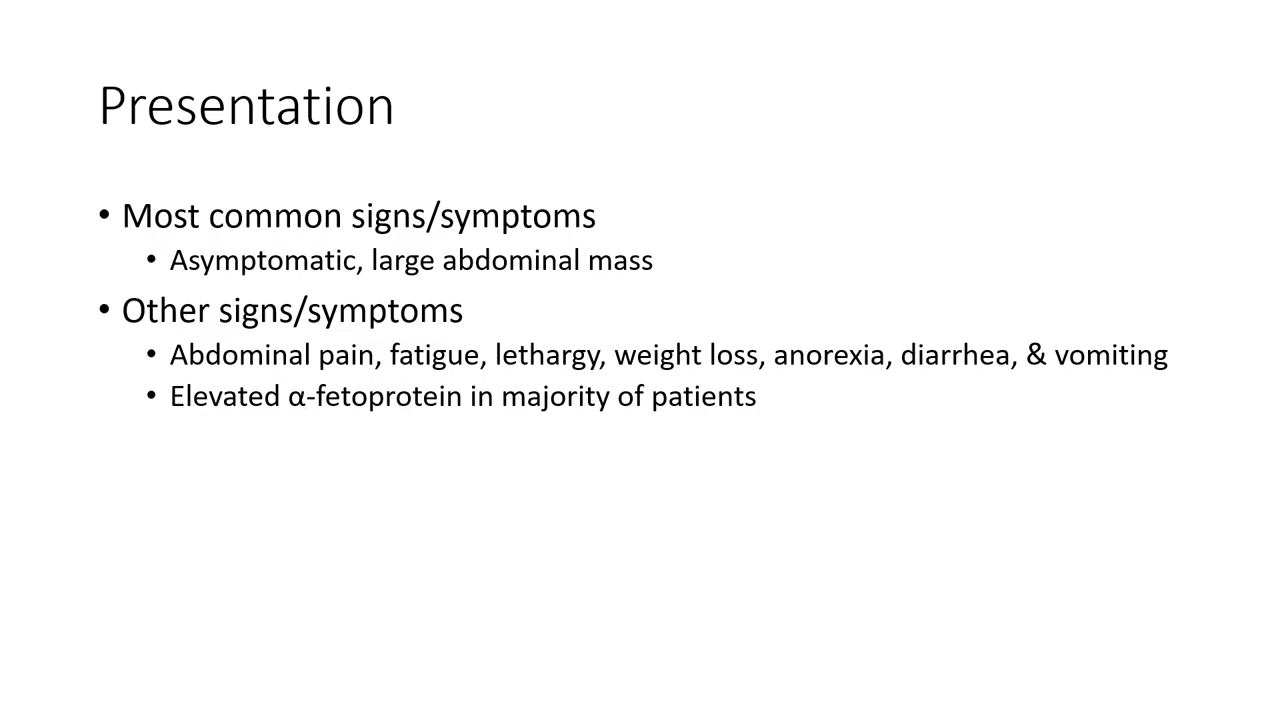 Presentation
• Most common signs/symptoms
• Asymptomatic, large abdominal mass
• Other signs/symptoms
• Abdominal pain, fatigue, lethargy, weight loss, anorexia, diarrhea, & vomiting
• Elevated α-fetoprotein in majority of patients